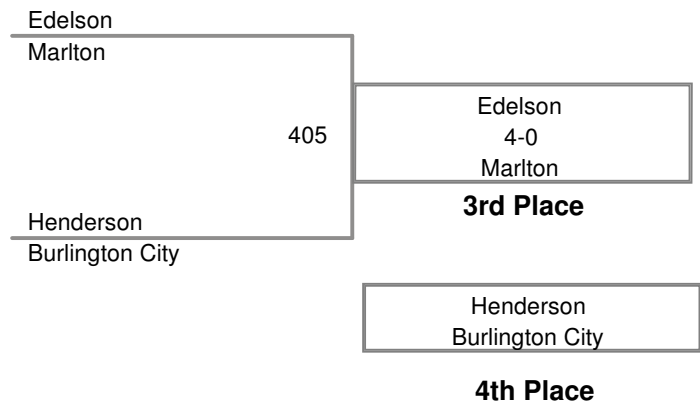 Edelson
Marlton
Edelson
405
4-0
Marlton
3rd Place
Henderson
Burlington City
Henderson
Burlington City
4th Place